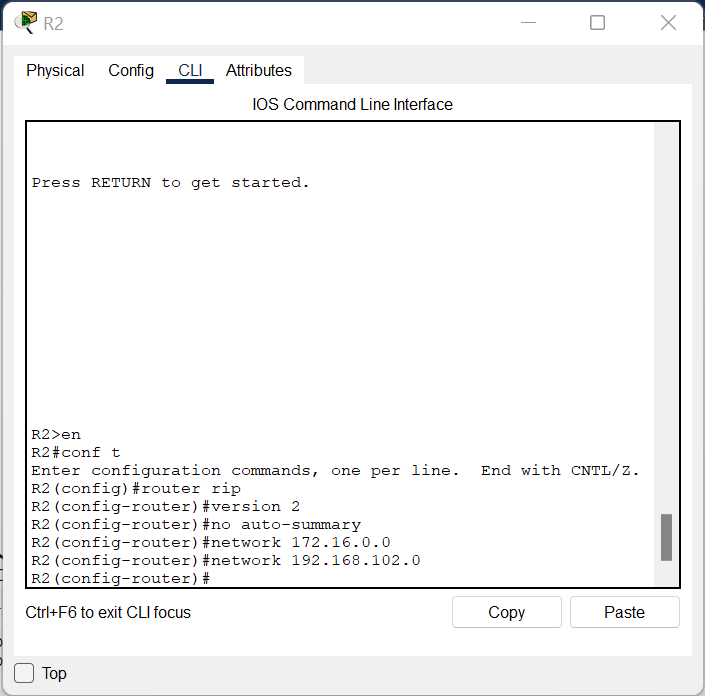 R2
Physical Config CLI Attributes
IOS Command Line Interface
Press RETURN to get started.
R2>en
R2#conf t
Enter configuration commands, one per line.  End with CNTL/Z.
R2(config)#router rip
R2(config-router)#version 2
R2(config-router)#no auto-summary
R2(config-router)#network 172.16.0.0
R2(config-router)#network 192.168.102.0
R2(config-router)#
Ctrl+F6 to exit CLI focus Copy Paste
Top